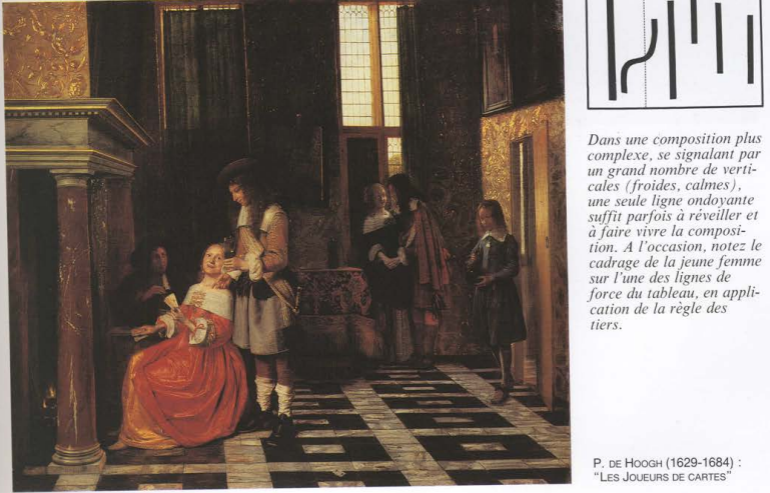 Dans une composition plus
complexe, se signalant par
un grand nombre de verti-
cales (froides, calmes),
une seule ligne ondoyante
suffit parfois à réveiller et
à faire vivre la composi-
tion. A l'occasion, notez le
cadrage de la jeune femme
sur l'une des lignes de
force du tableau, en appli-
cation de la règle des
tiers.
P. DE HOOGH (1629-1684) :
"LES JOUEURS DE CARTES"